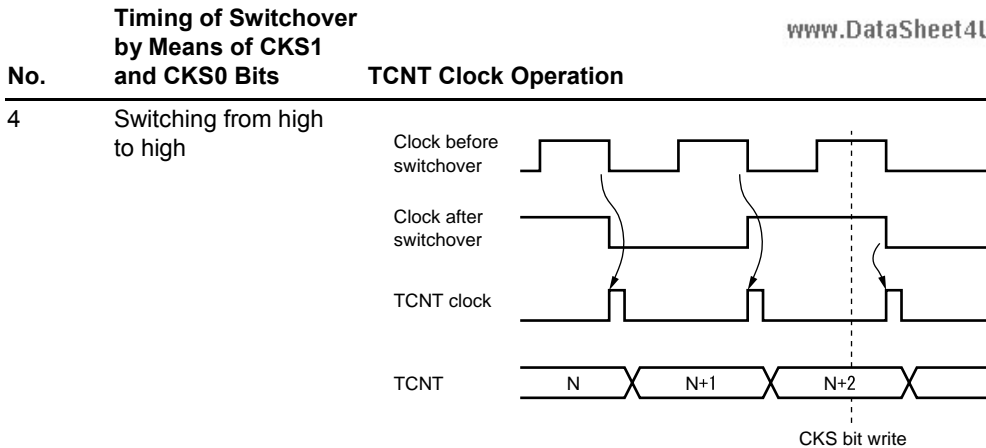 Timing of Switchover
by Means of CKS1
and CKS0 Bits
www.DataSheet4U
No.
TCNT Clock Operation
4
Switching from high
to high
Clock before
switchover
Clock after
switchover
TCNT clock
TCNT
N
N+1
N+2
CKS bit write